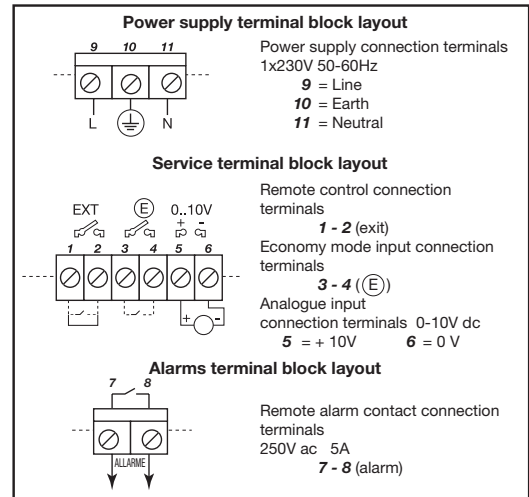 Power supply terminal block layout
9 10 11
L N
Power supply connection terminals
1x230V 50-60Hz
9 = Line
10 = Earth
11 = Neutral
Service terminal block layout
EXT E 0..10V
+ -
1 2 3 4 5 6
+ -
Remote control connection
terminals
1 - 2 (exit)
Economy mode input connection
terminals
3 - 4 (E)
Analogue input
connection terminals 0-10V dc
5 = + 10V 6 = 0 V
Alarms terminal block layout
7 8
ALLARME
Remote alarm contact connection
terminals
250V ac 5A
7 - 8 (alarm)